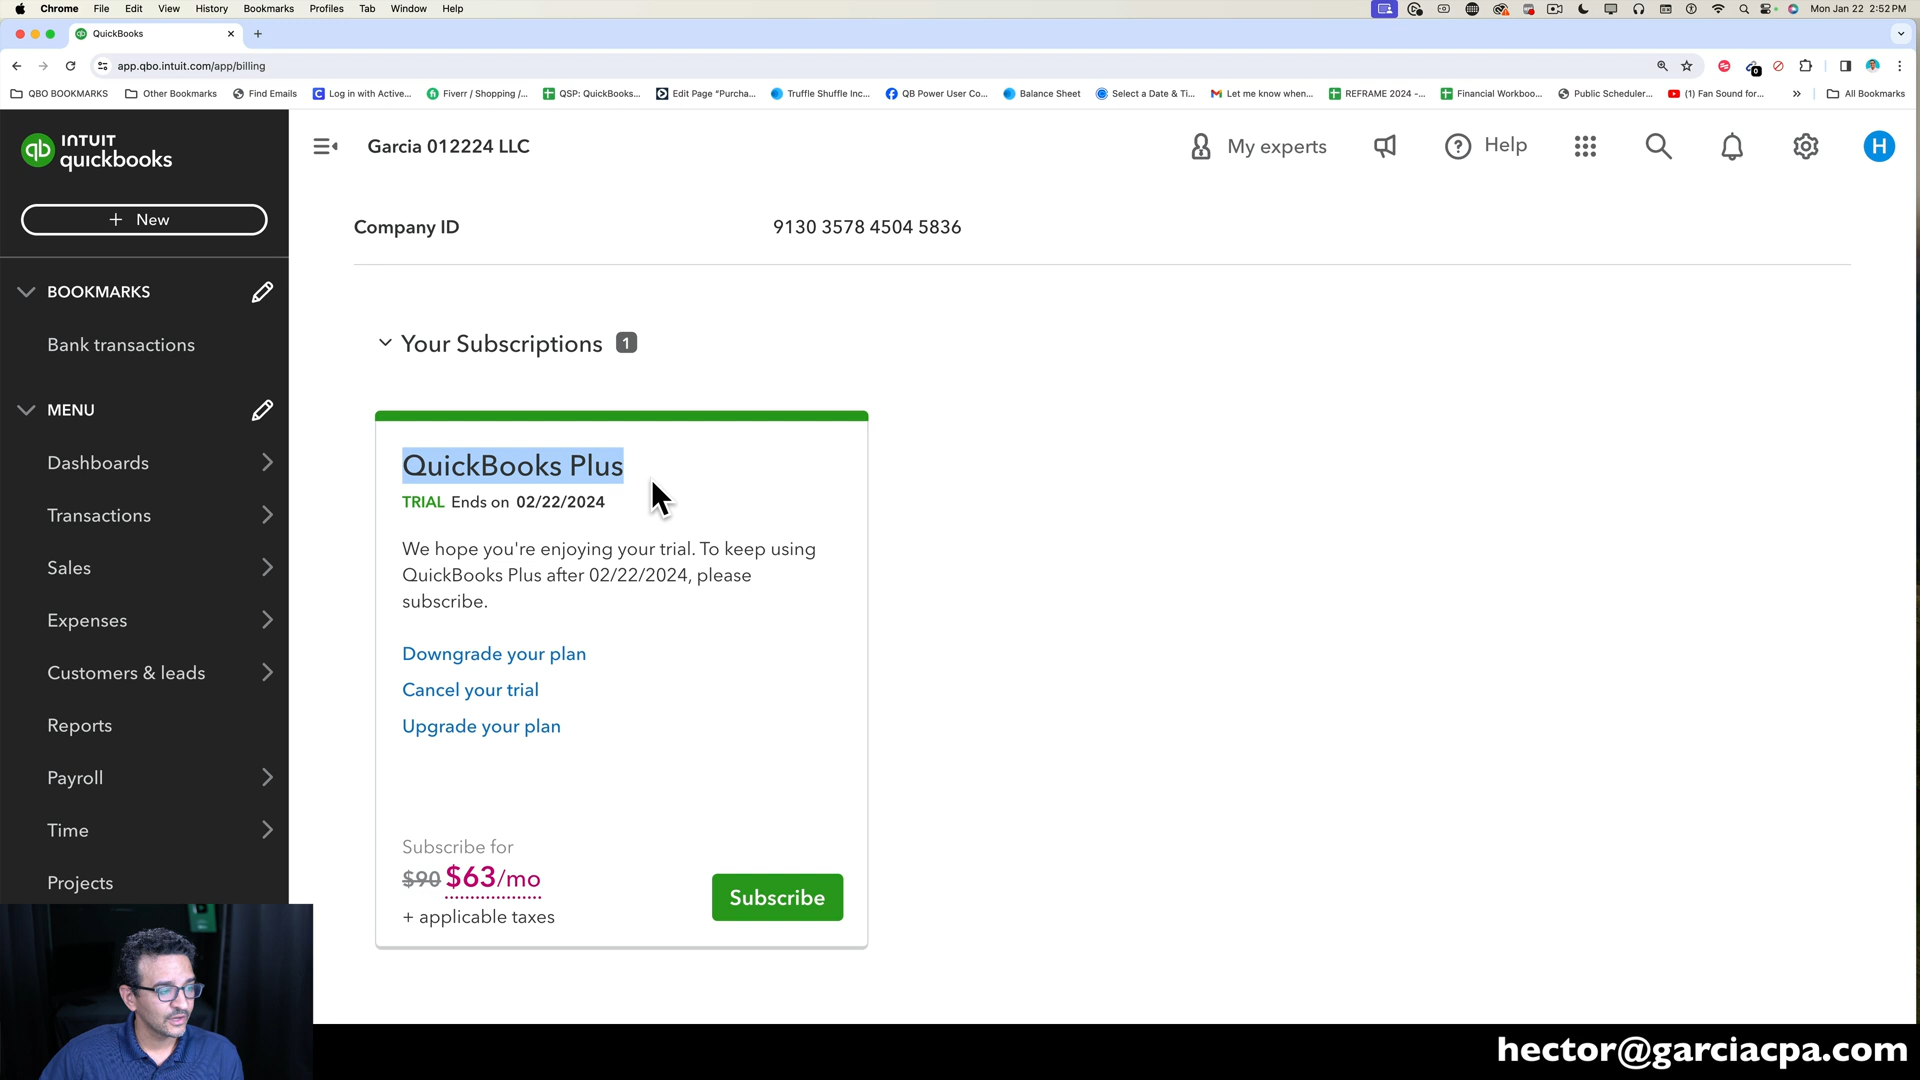 Chrome File Edit View History Bookmarks Profiles Tab Window Help Mon Jan 22 2:52 PM
QuickBooks
app.qbo.intuit.com/app/billing
QBO BOOKMARKS Other Bookmarks Find Emails Log in with Active... Fiverr / Shopping /... QSP: QuickBooks... Edit Page "Purcha... Truffle Shuffle Inc... QB Power User Co... Balance Sheet Select a Date & Ti... Let me know when... REFRAME 2024 -... Financial Workboo... Public Scheduler... (1) Fan Sound for... » All Bookmarks
INTUIT
quickbooks
Garcia 012224 LLC
My experts
Help
H
+ New
Company ID 9130 3578 4504 5836
BOOKMARKS
Bank transactions
MENU
Dashboards
Transactions
Sales
Expenses
Customers & leads
Reports
Payroll
Time
Projects
Your Subscriptions 1
QuickBooks Plus
TRIAL Ends on 02/22/2024
We hope you're enjoying your trial. To keep using
QuickBooks Plus after 02/22/2024, please
subscribe.
Downgrade your plan
Cancel your trial
Upgrade your plan
Subscribe for
$90 $63/mo
+ applicable taxes
Subscribe
hector@garciacpa.com